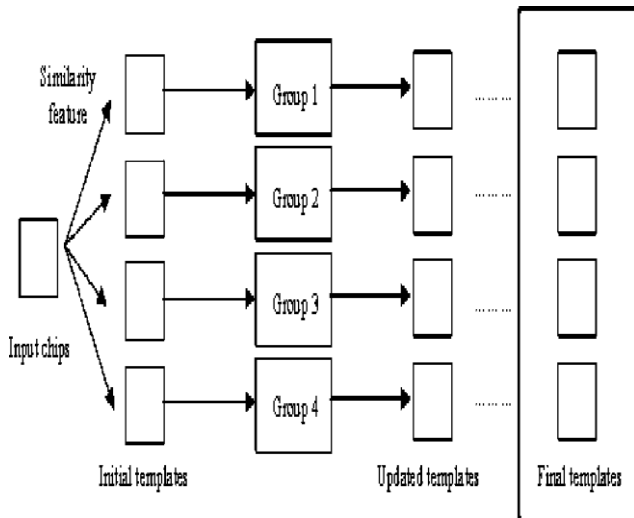 Similarity
feature
Group 1
.........
Group 2
.........
Input chips
Group 3
.........
Group 4
.........
Initial templates
Updated templates
Final templates